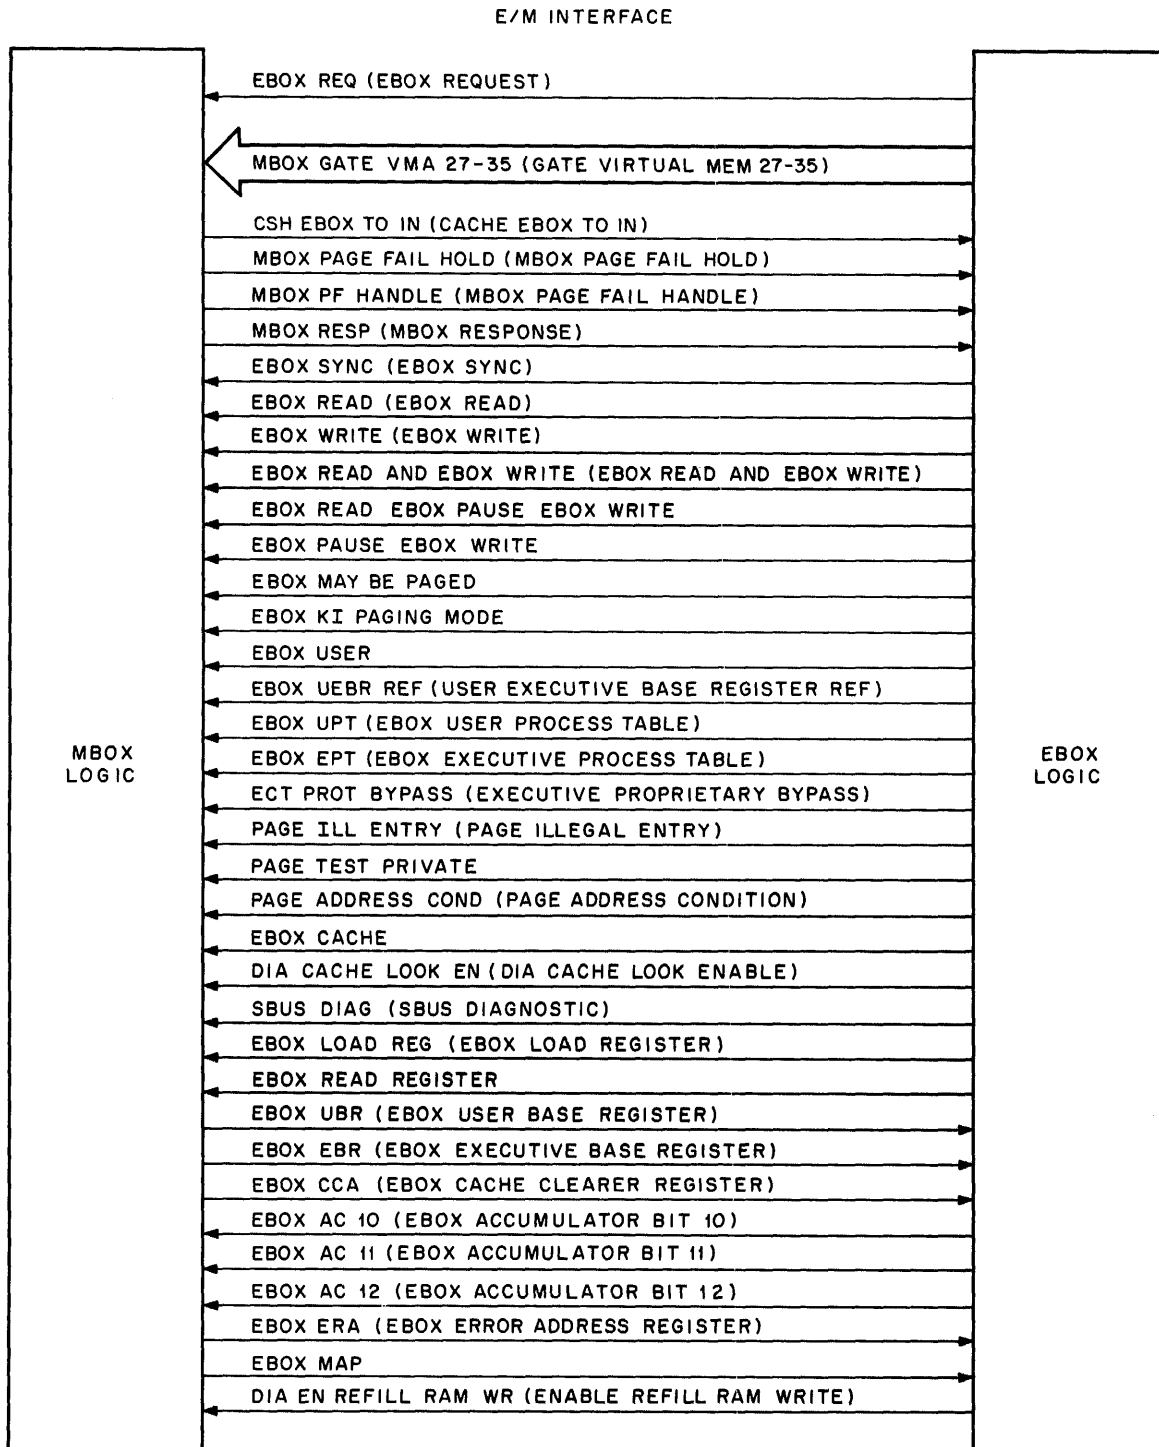 E/M INTERFACE
EBOX REQ (EBOX REQUEST)
MBOX GATE VMA 27-35 (GATE VIRTUAL MEM 27-35)
CSH EBOX TO IN (CACHE EBOX TO IN)
MBOX PAGE FAIL HOLD (MBOX PAGE FAIL HOLD)
MBOX PF HANDLE (MBOX PAGE FAIL HANDLE)
MBOX RESP (MBOX RESPONSE)
EBOX SYNC (EBOX SYNC)
EBOX READ (EBOX READ)
EBOX WRITE (EBOX WRITE)
EBOX READ AND EBOX WRITE (EBOX READ AND EBOX WRITE)
EBOX READ EBOX PAUSE EBOX WRITE
EBOX PAUSE EBOX WRITE
EBOX MAY BE PAGED
EBOX KI PAGING MODE
EBOX USER
EBOX UEBR REF (USER EXECUTIVE BASE REGISTER REF)
EBOX UPT (EBOX USER PROCESS TABLE)
EBOX EPT (EBOX EXECUTIVE PROCESS TABLE)
ECT PROT BYPASS (EXECUTIVE PROPRIETARY BYPASS)
PAGE ILL ENTRY (PAGE ILLEGAL ENTRY)
PAGE TEST PRIVATE
PAGE ADDRESS COND (PAGE ADDRESS CONDITION)
EBOX CACHE
DIA CACHE LOOK EN (DIA CACHE LOOK ENABLE)
SBUS DIAG (SBUS DIAGNOSTIC)
EBOX LOAD REG (EBOX LOAD REGISTER)
EBOX READ REGISTER
EBOX UBR (EBOX USER BASE REGISTER)
EBOX EBR (EBOX EXECUTIVE BASE REGISTER)
EBOX CCA (EBOX CACHE CLEARER REGISTER)
EBOX AC 10 (EBOX ACCUMULATOR BIT 10)
EBOX AC 11 (EBOX ACCUMULATOR BIT 11)
EBOX AC 12 (EBOX ACCUMULATOR BIT 12)
EBOX ERA (EBOX ERROR ADDRESS REGISTER)
EBOX MAP
DIA EN REFILL RAM WR (ENABLE REFILL RAM WRITE)
MBOX
LOGIC
EBOX
LOGIC